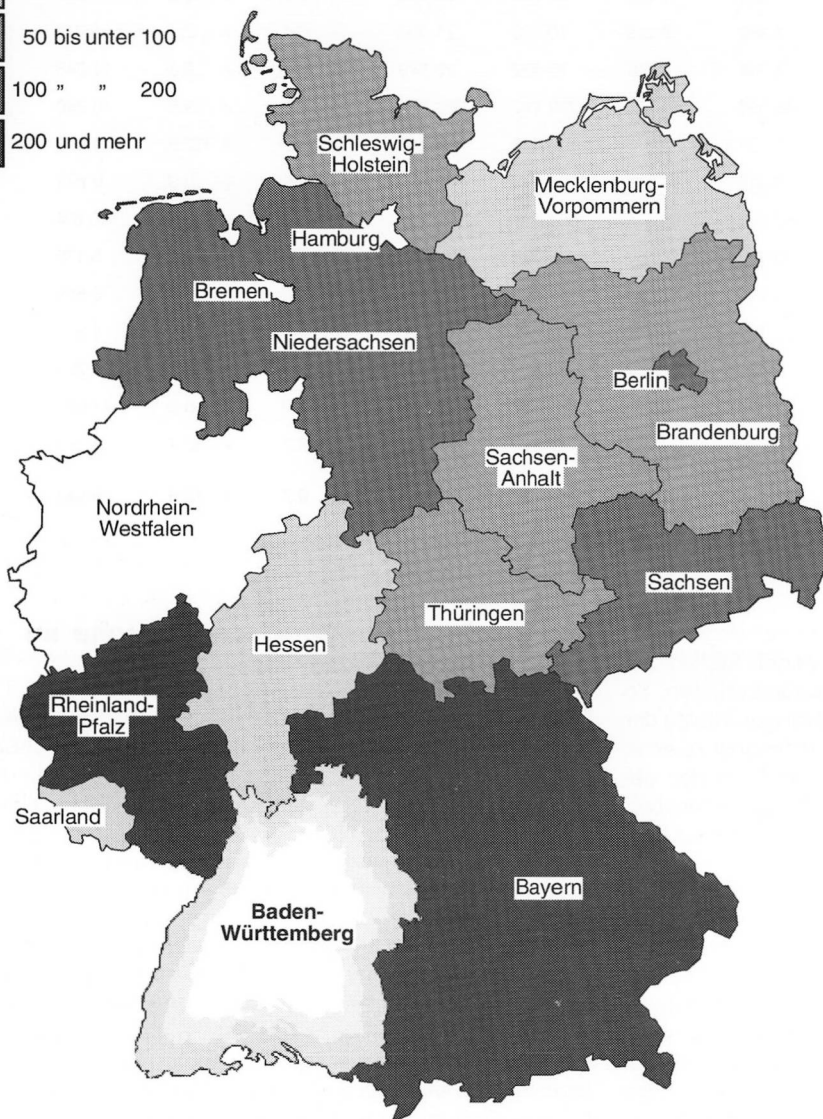 50 bis unter 100
100 " " 200
200 und mehr
Schleswig-
Holstein
Mecklenburg-
Vorpommern
Hamburg
Bremen
Niedersachsen
Berlin
Brandenburg
Sachsen-
Anhalt
Nordrhein-
Westfalen
Sachsen
Thüringen
Hessen
Rheinland-
Pfalz
Saarland
Bayern
Baden-
Württemberg